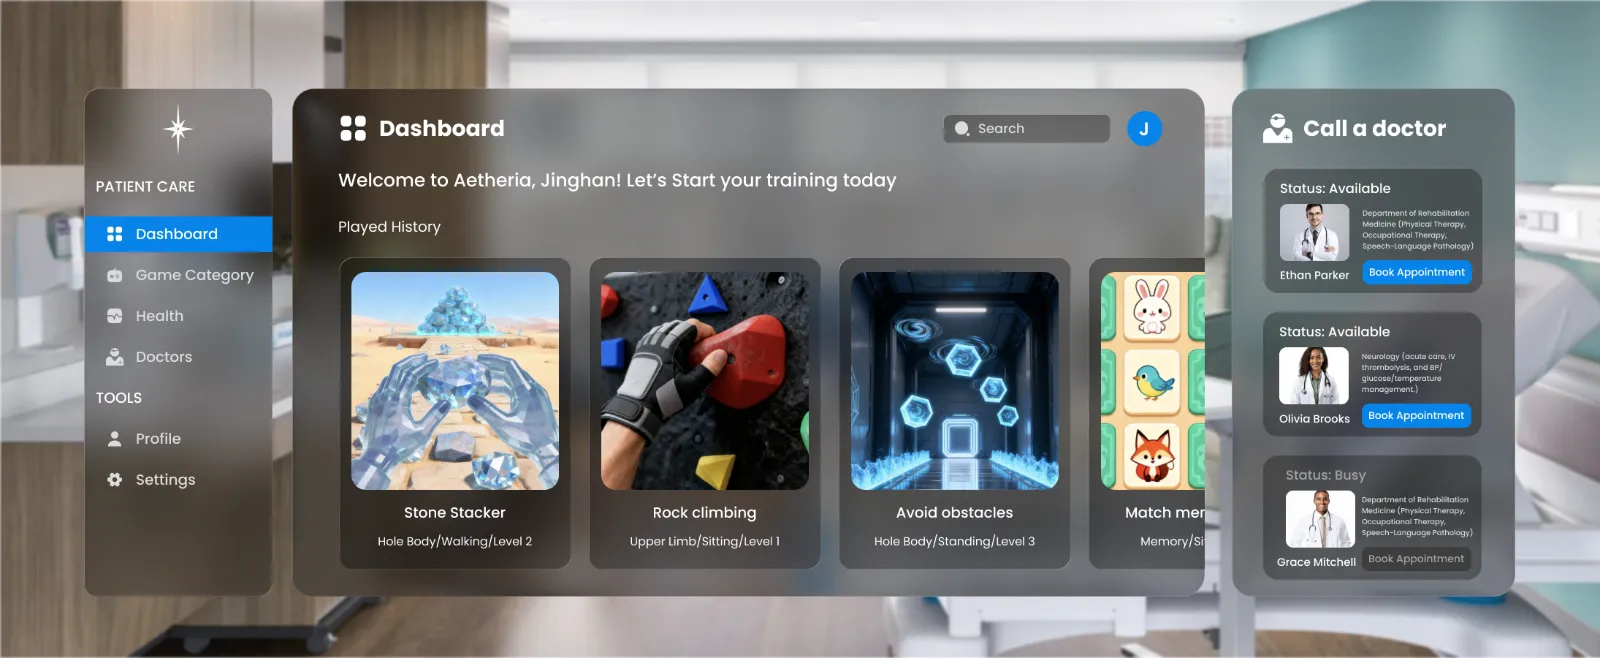 PATIENT CARE
Dashboard
Game Category
Health
Doctors
TOOLS
Profile
Settings
Dashboard
Search
J
Welcome to Aetheria, Jinghan! Let's Start your training today
Played History
Stone Stacker
Hole Body/Walking/Level 2
Rock climbing
Upper Limb/Sitting/Level 1
Avoid obstacles
Hole Body/Standing/Level 3
Match mer
Memory/Si
Call a doctor
Status: Available
Department of Rehabilitation
Medicine (Physical Therapy,
Occupational Therapy,
Speech-Language Pathology)
Ethan Parker
Book Appointment
Status: Available
Neurology (acute care, IV
thrombolysis, and BP/
glucose/temperature
management.)
Olivia Brooks
Book Appointment
Status: Busy
Department of Rehabilitation
Medicine (Physical Therapy,
Occupational Therapy,
Speech-Language Pathology)
Grace Mitchell
Book Appointment